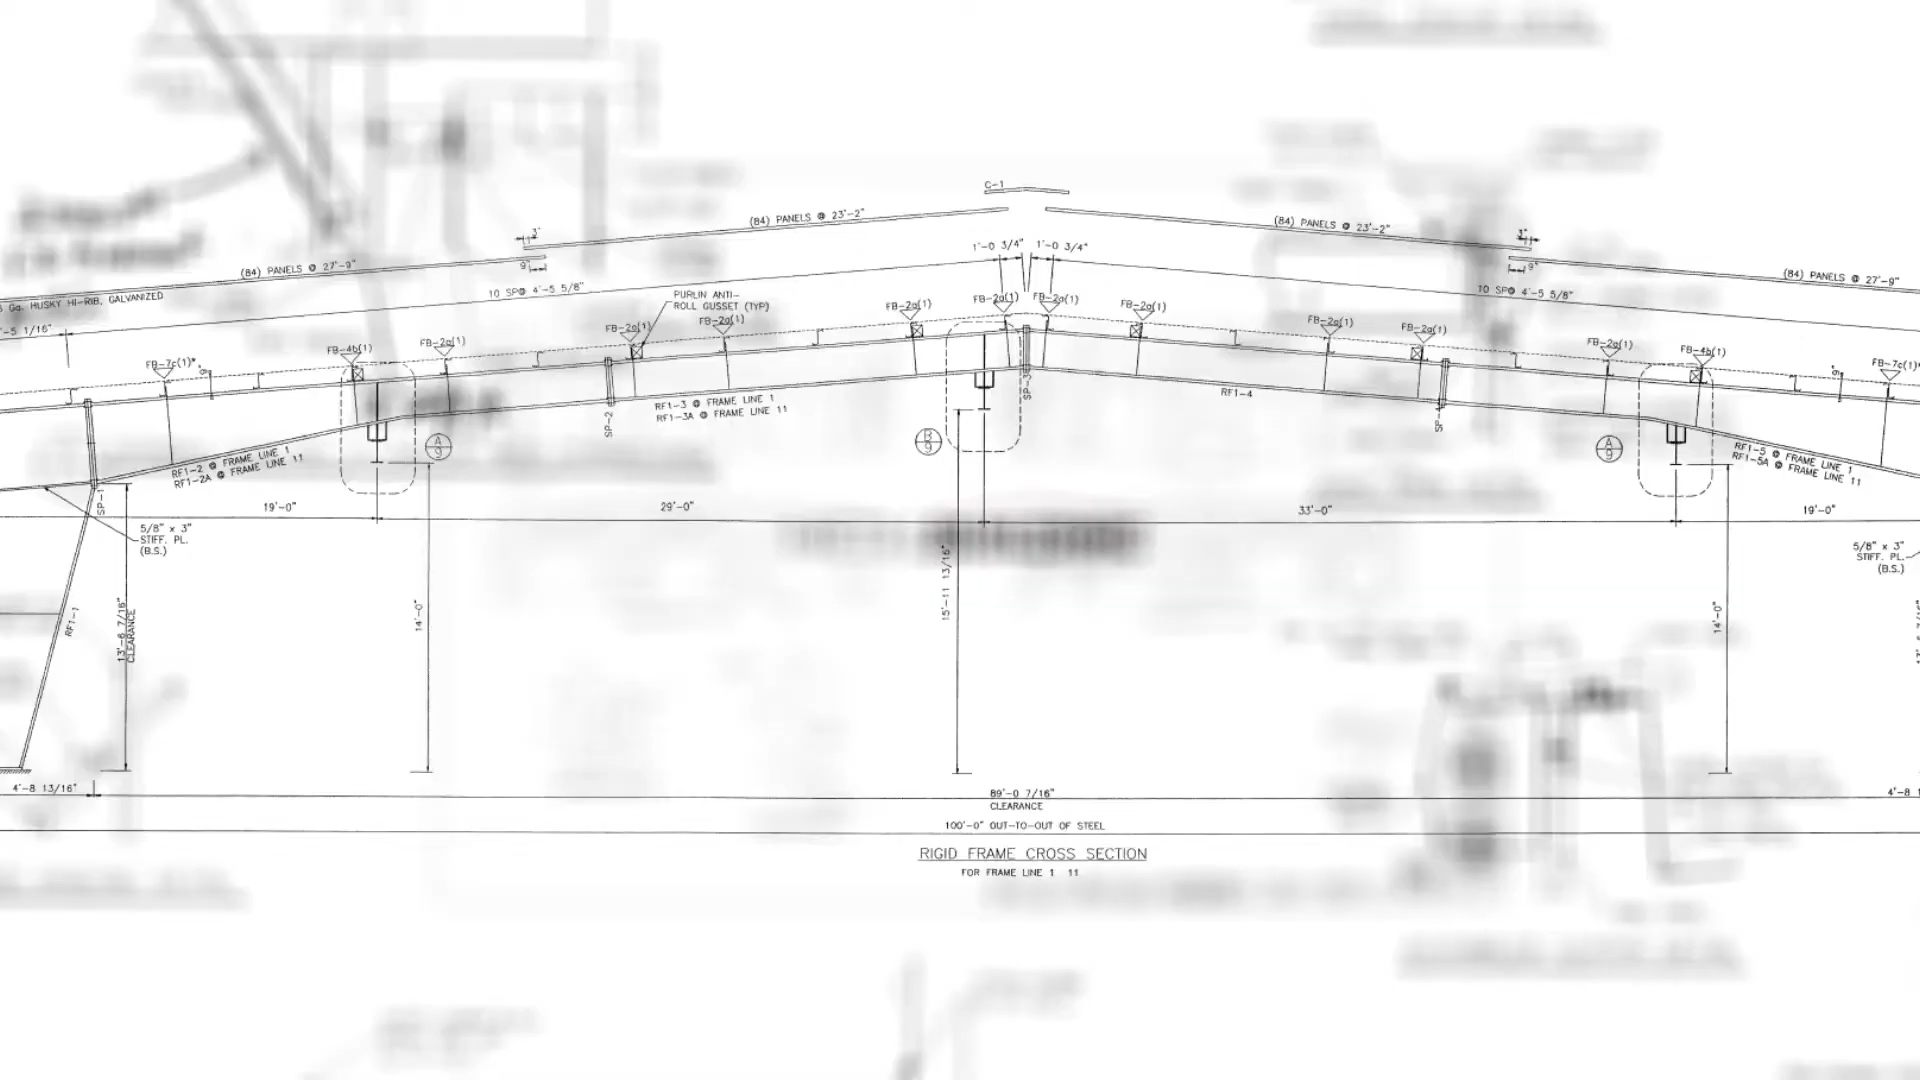 C-1
(84) PANELS @ 23'-2"
(84) PANELS @ 23'-2"
3"
3"
1'-0 3/4"
1'-0 3/4"
(84) PANELS @ 27'-9"
9"
9"
(84) PANELS @ 27'-9"
10 SP@ 4'-5 5/8"
10 SP@ 4'-5 5/8"
Ga. HUSKY HI-RIB, GALVANIZED
PURLIN ANTI-
ROLL GUSSET (TYP)
-5 1/16"
FB-2a(1)
FB-2a(1)
FB-2a(1)
FB-2a(1)
FB-2a(1)
FB-2a(1)
FB-2a(1)
FB-2a(1)
FB-2a(1)
FB-2a(1)
FB-4b(1)
FB-4b(1)
FB-7c(1)*
FB-7c(1)*
9"
9"
SP-1
SP-2
SP-3
SP-
RF1-3 @ FRAME LINE 1
RF1-3A @ FRAME LINE 11
RF1-4
RF1-2 @ FRAME LINE 1
RF1-2A @ FRAME LINE 11
RF1-5 @ FRAME LINE 1
RF1-5A @ FRAME LINE 11
A
9
B
9
A
9
19'-0"
29'-0"
33'-0"
19'-0"
5/8" x 3"
STIFF. PL.
(B.S.)
5/8" x 3"
STIFF. PL.
(B.S.)
RF1-1
13'-6 7/16"
CLEARANCE
14'-0"
15'-11 13/16"
14'-0"
4'-8 13/16"
89'-0 7/16"
CLEARANCE
4'-8 1
100'-0" OUT-TO-OUT OF STEEL
RIGID FRAME CROSS SECTION
FOR FRAME LINE 1 11